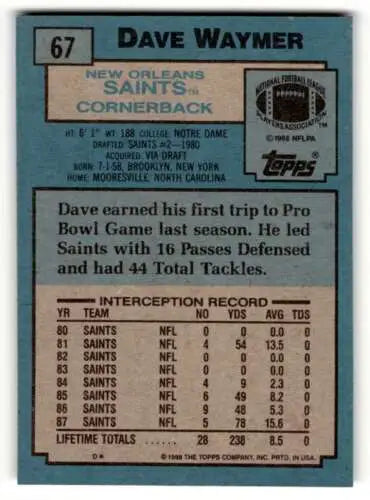 67
DAVE WAYMER
NEW ORLEANS
SAINTS™
CORNERBACK
NATIONAL FOOTBALL LEAGUE
PLAYERS ASSOCIATION™
© 1988 NFLPA
TOPPS®
HT: 6' 1" WT: 188 COLLEGE: NOTRE DAME
DRAFTED: SAINTS #2—1980
ACQUIRED: VIA DRAFT
BORN: 7-1-58, BROOKLYN, NEW YORK
HOME: MOORESVILLE, NORTH CAROLINA
Dave earned his first trip to Pro
Bowl Game last season. He led
Saints with 16 Passes Defensed
and had 44 Total Tackles.
INTERCEPTION RECORD
YR TEAM NO YDS AVG TDS
80 SAINTS NFL 0 0 0.0 0
81 SAINTS NFL 4 54 13.5 0
82 SAINTS NFL 0 0 0.0 0
83 SAINTS NFL 0 0 0.0 0
84 SAINTS NFL 4 9 2.3 0
85 SAINTS NFL 6 49 8.2 0
86 SAINTS NFL 9 48 5.3 0
87 SAINTS NFL 5 78 15.6 0
LIFETIME TOTALS ...... 28 238 8.5 0
D* © 1988 THE TOPPS COMPANY, INC. PRTD. IN U.S.A.